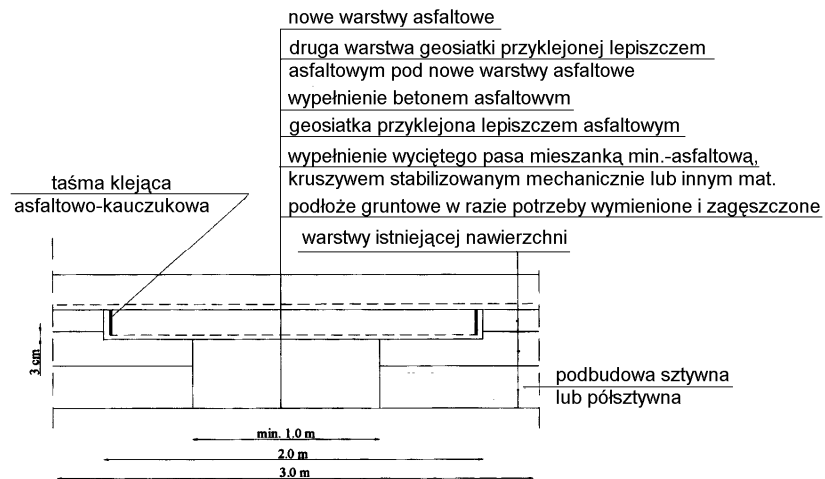 nowe warstwy asfaltowe
druga warstwa geosiatki przyklejonej lepiszczem
asfaltowym pod nowe warstwy asfaltowe
wypełnienie betonem asfaltowym
geosiatka przyklejona lepiszczem asfaltowym
wypełnienie wyciętego pasa mieszanką min.-asfaltową,
kruszywem stabilizowanym mechanicznie lub innym mat.
podłoże gruntowe w razie potrzeby wymienione i zagęszczone
warstwy istniejącej nawierzchni
taśma klejąca
asfaltowo-kauczukowa
3 cm
podbudowa sztywna
lub półsztywna
min. 1.0 m
2.0 m
3.0 m